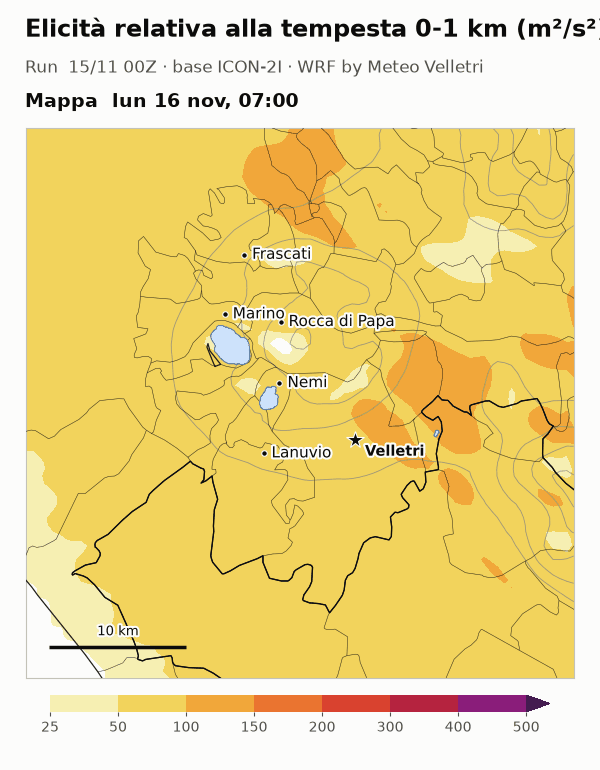 Elicità relativa alla tempesta 0-1 km (m²/s²)
Run  15/11 00Z · base ICON-2I · WRF by Meteo Velletri
Mappa  lun 16 nov, 07:00
Frascati
Marino
Rocca di Papa
Nemi
Velletri
Lanuvio
10 km
25 50 100 150 200 300 400 500